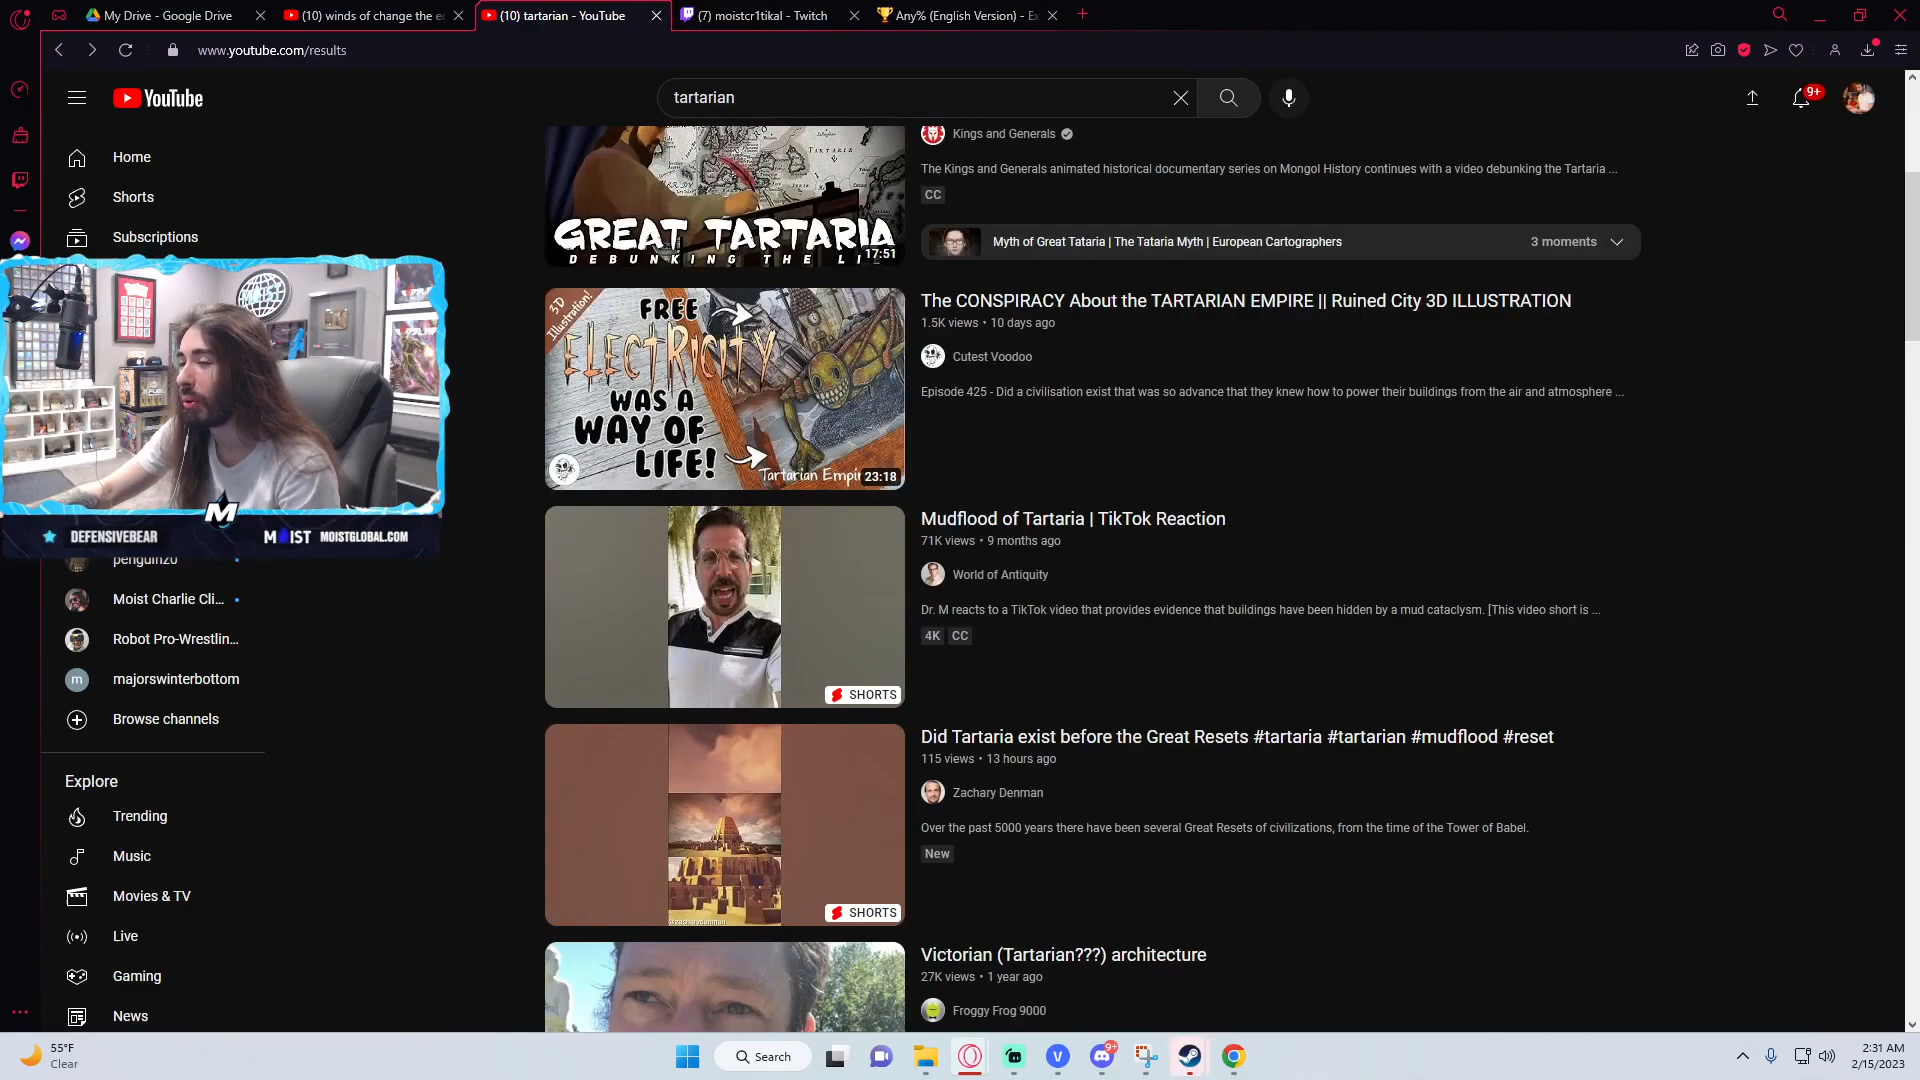 My Drive - Google Drive
(10) winds of change the e
(10) tartarian - YouTube
(7) moistcr1tikal - Twitch
Any% (English Version) - E
www.youtube.com/results
YouTube
tartarian
9+
Home
Shorts
Subscriptions
DEFENSIVEBEAR
MOIST
MOISTGLOBAL.COM
penguinz0
Moist Charlie Cli...
Robot Pro-Wrestlin...
m
majorswinterbottom
Browse channels
Explore
Trending
Music
Movies & TV
Live
Gaming
News
TARTARIE
GREAT TARTARIA
DEBUNKING THE LI
17:51
Kings and Generals
The Kings and Generals animated historical documentary series on Mongol History continues with a video debunking the Tartaria ...
CC
Myth of Great Tataria | The Tataria Myth | European Cartographers
3 moments
3D Illustration!
FREE
ELECTRICITY
WAS A
WAY OF
LIFE!
Tartarian Empi
23:18
The CONSPIRACY About the TARTARIAN EMPIRE || Ruined City 3D ILLUSTRATION
1.5K views • 10 days ago
Cutest Voodoo
Episode 425 - Did a civilisation exist that was so advance that they knew how to power their buildings from the air and atmosphere ...
SHORTS
Mudflood of Tartaria | TikTok Reaction
71K views • 9 months ago
World of Antiquity
Dr. M reacts to a TikTok video that provides evidence that buildings have been hidden by a mud cataclysm. [This video short is ...
4K CC
SHORTS
Did Tartaria exist before the Great Resets #tartaria #tartarian #mudflood #reset
115 views • 13 hours ago
Zachary Denman
Over the past 5000 years there have been several Great Resets of civilizations, from the time of the Tower of Babel.
New
Victorian (Tartarian???) architecture
27K views • 1 year ago
Froggy Frog 9000
55°F
Clear
Search
9+
2:31 AM
2/15/2023